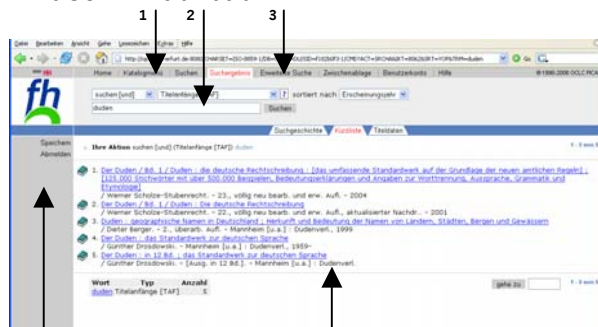 1 2 3
Datei Bearbeiten Ansicht Gehe Lesezeichen Extras Hilfe
Home Katalogmenü Suchen Suchergebnis Erweiterte Suche Zwischenablage Benutzerkonto Hilfe
fh
suchen [und] Titelanfänge [TAF] sortiert nach Erscheinungsjahr
duden Suchen
Suchgeschichte Kurzliste Titeldaten
Speichern
Abmelden
Ihre Aktion suchen [und] (Titelanfänge [TAF]) duden
1. Der Duden / Bd. 1 / Duden : die deutsche Rechtschreibung : [das umfassende Standardwerk auf der Grundlage der neuen amtlichen Regeln] ;
[125.000 Stichwörter mit über 500.000 Beispielen, Bedeutungserklärungen und Angaben zur Worttrennung, Aussprache, Grammatik und
Etymologie]
/ Werner Scholze-Stubenrecht. - 23., völlig neu bearb. und erw. Aufl. - 2004
2. Der Duden / Bd. 1 / Duden : Die deutsche Rechtschreibung
/ Werner Scholze-Stubenrecht. - 22., völlig neu bearb. und erw. Aufl., aktualisierter Nachdr.. - 2001
3. Duden : geographische Namen in Deutschland ; Herkunft und Bedeutung der Namen von Ländern, Städten, Bergen und Gewässern
/ Dieter Berger. - 2., überarb. Aufl. - Mannheim [u.a.] : Dudenverl., 1999
4. Der Duden : das Standardwerk zur deutschen Sprache
/ Günther Drosdowski. - Mannheim [u.a.] : Dudenverl., 1959-
5. Der Duden : in 12 Bd. ; das Standardwerk zur deutschen Sprache
/ Günther Drosdowski. - [Ausg. in 12 Bd.]. - Mannheim [u.a.] : Dudenverl.
Wort Typ Anzahl
duden Titelanfänge [TAF] 5
gehe zu